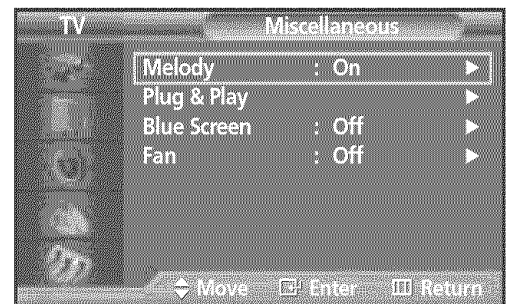 TV Miscellaneous
Melody : On
Plug & Play
Blue Screen : Off
Fan : Off
Move Enter Return